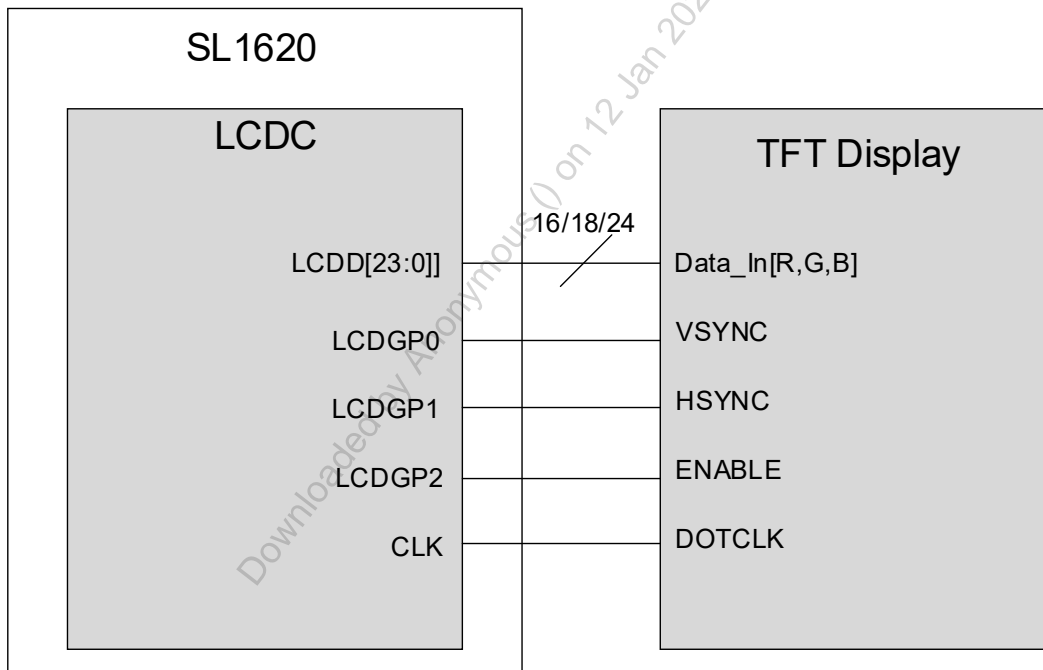 SL1620
LCDC
TFT Display
16/18/24
LCDD[23:0]]
Data_In[R,G,B]
LCDGP0
VSYNC
LCDGP1
HSYNC
LCDGP2
ENABLE
CLK
DOTCLK
Downloaded by Anonymous () on 12 Jan 202